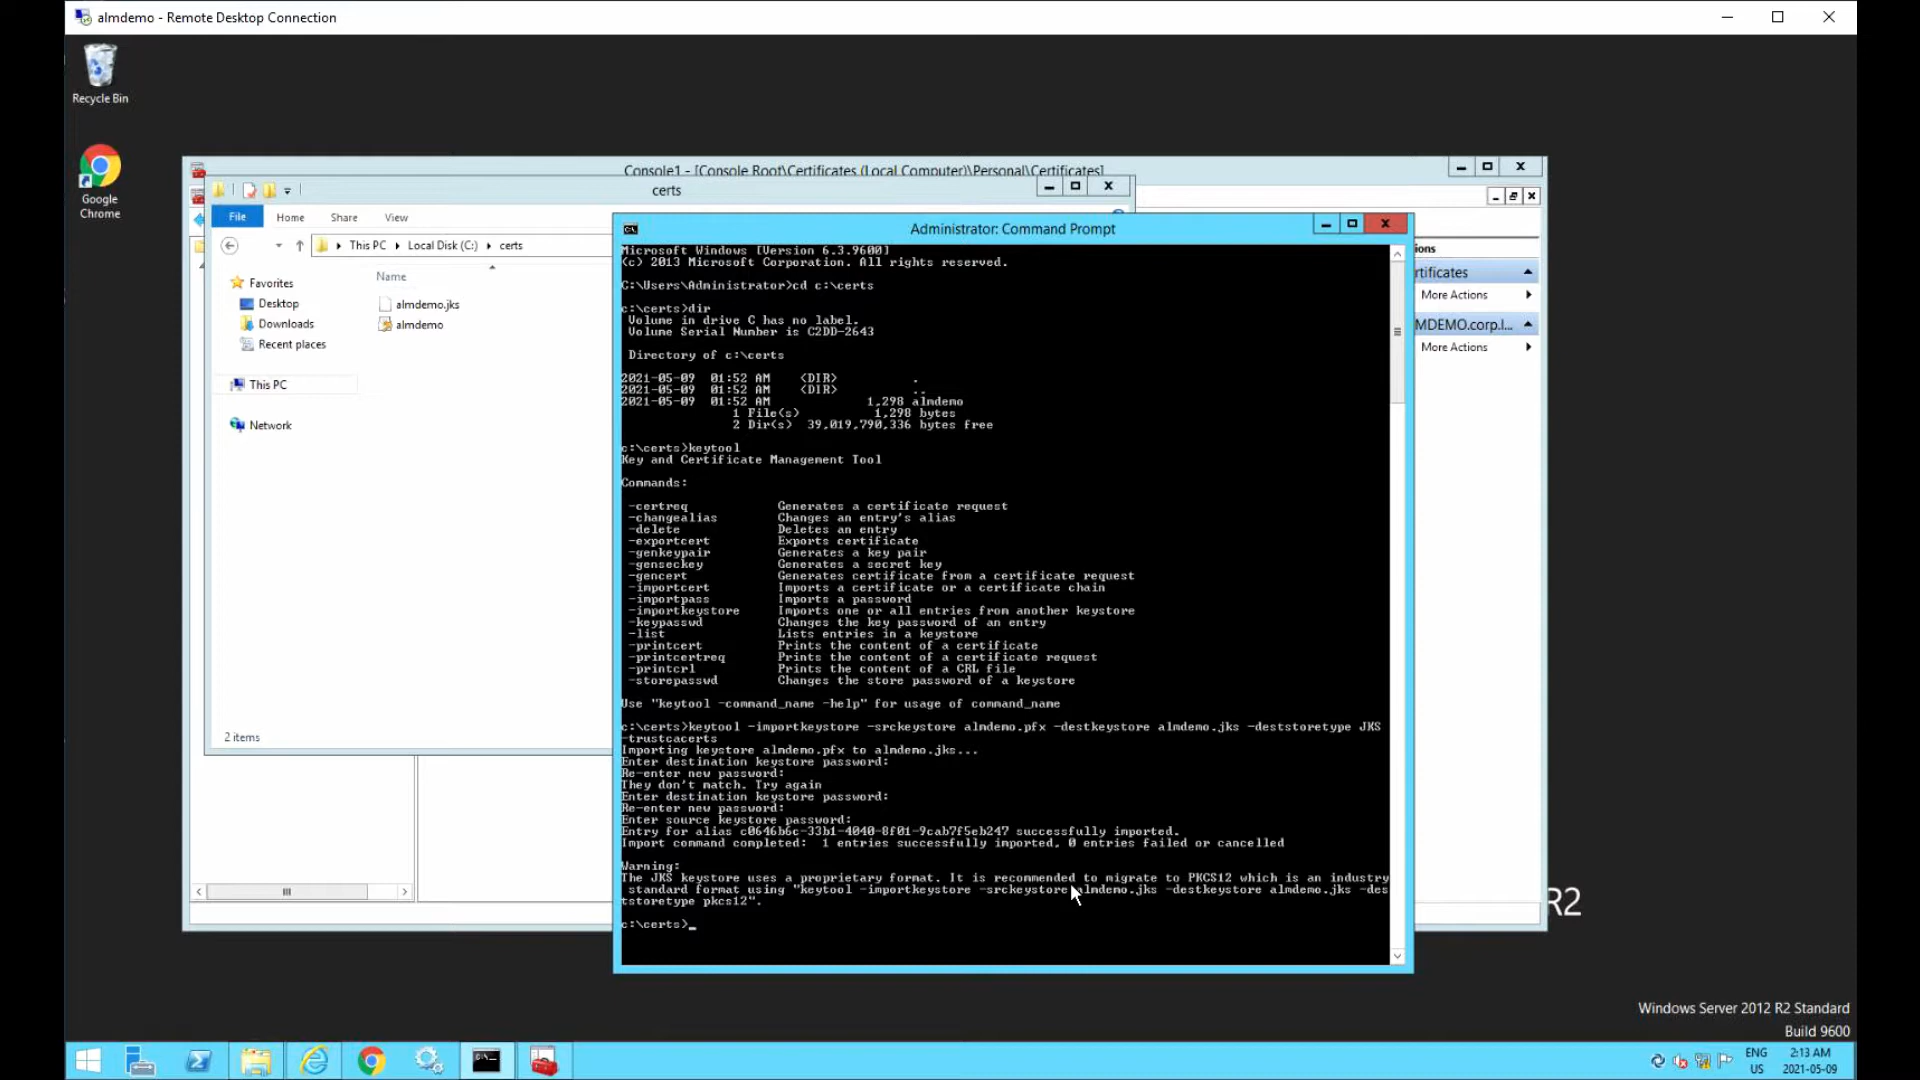 almdemo - Remote Desktop Connection
Recycle Bin
Google
Chrome
Console1 - [Console Root\Certificates (Local Computer)\Personal\Certificates]
certs
File Home Share View
This PC Local Disk (C:) certs
Name
Favorites
Desktop
Downloads
Recent places
This PC
Network
almdemo.jks
almdemo
2 items
Administrator: Command Prompt
Microsoft Windows [Version 6.3.9600]
(c) 2013 Microsoft Corporation. All rights reserved.
C:\Users\Administrator>cd c:\certs
c:\certs>dir
Volume in drive C has no label.
Volume Serial Number is C2DD-2643
Directory of c:\certs
2021-05-09 01:52 AM <DIR> .
2021-05-09 01:52 AM <DIR> ..
2021-05-09 01:52 AM 1,298 almdemo
1 File(s) 1,298 bytes
2 Dir(s) 39,019,790,336 bytes free
c:\certs>keytool
Key and Certificate Management Tool
Commands:
-certreq Generates a certificate request
-changealias Changes an entry's alias
-delete Deletes an entry
-exportcert Exports certificate
-genkeypair Generates a key pair
-genseckey Generates a secret key
-gencert Generates certificate from a certificate request
-importcert Imports a certificate or a certificate chain
-importpass Imports a password
-importkeystore Imports one or all entries from another keystore
-keypasswd Changes the key password of an entry
-list Lists entries in a keystore
-printcert Prints the content of a certificate
-printcertreq Prints the content of a certificate request
-printcrl Prints the content of a CRL file
-storepasswd Changes the store password of a keystore
Use "keytool -command_name -help" for usage of command_name
c:\certs>keytool -importkeystore -srckeystore almdemo.pfx -destkeystore almdemo.jks -deststoretype JKS
-trustcacerts
Importing keystore almdemo.pfx to almdemo.jks...
Enter destination keystore password:
Re-enter new password:
They don't match. Try again
Enter destination keystore password:
Re-enter new password:
Enter source keystore password:
Entry for alias c0646b6c-33b1-4040-8f01-9cab7f5eb247 successfully imported.
Import command completed: 1 entries successfully imported, 0 entries failed or cancelled
Warning:
The JKS keystore uses a proprietary format. It is recommended to migrate to PKCS12 which is an industry
standard format using "keytool -importkeystore -srckeystore almdemo.jks -destkeystore almdemo.jks -des
tstoretype pkcs12".
c:\certs>_
ions
rtificates
More Actions
MDEMO.corp.l...
More Actions
R2
Windows Server 2012 R2 Standard
Build 9600
ENG
US
2:13 AM
2021-05-09